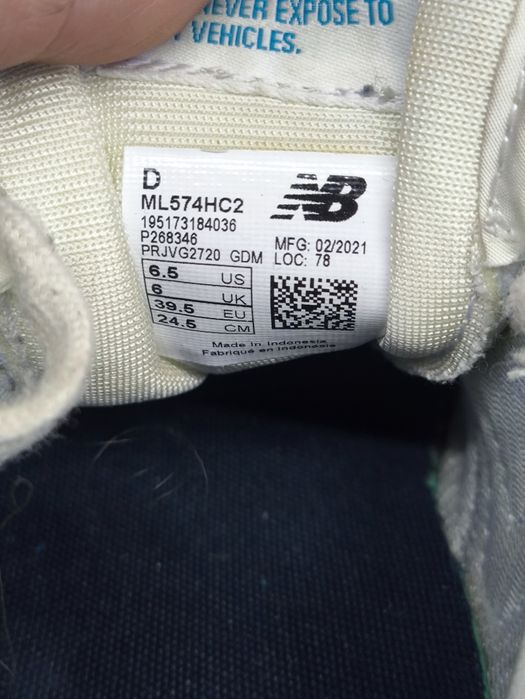 NEVER EXPOSE TO
VEHICLES.
D
ML574HC2
195173184036
P268346
PRJVG2720 GDM
NB
MFG: 02/2021
LOC: 78
6.5 US
6 UK
39.5 EU
24.5 CM
Made in Indonesia
Fabriqué en Indonésie